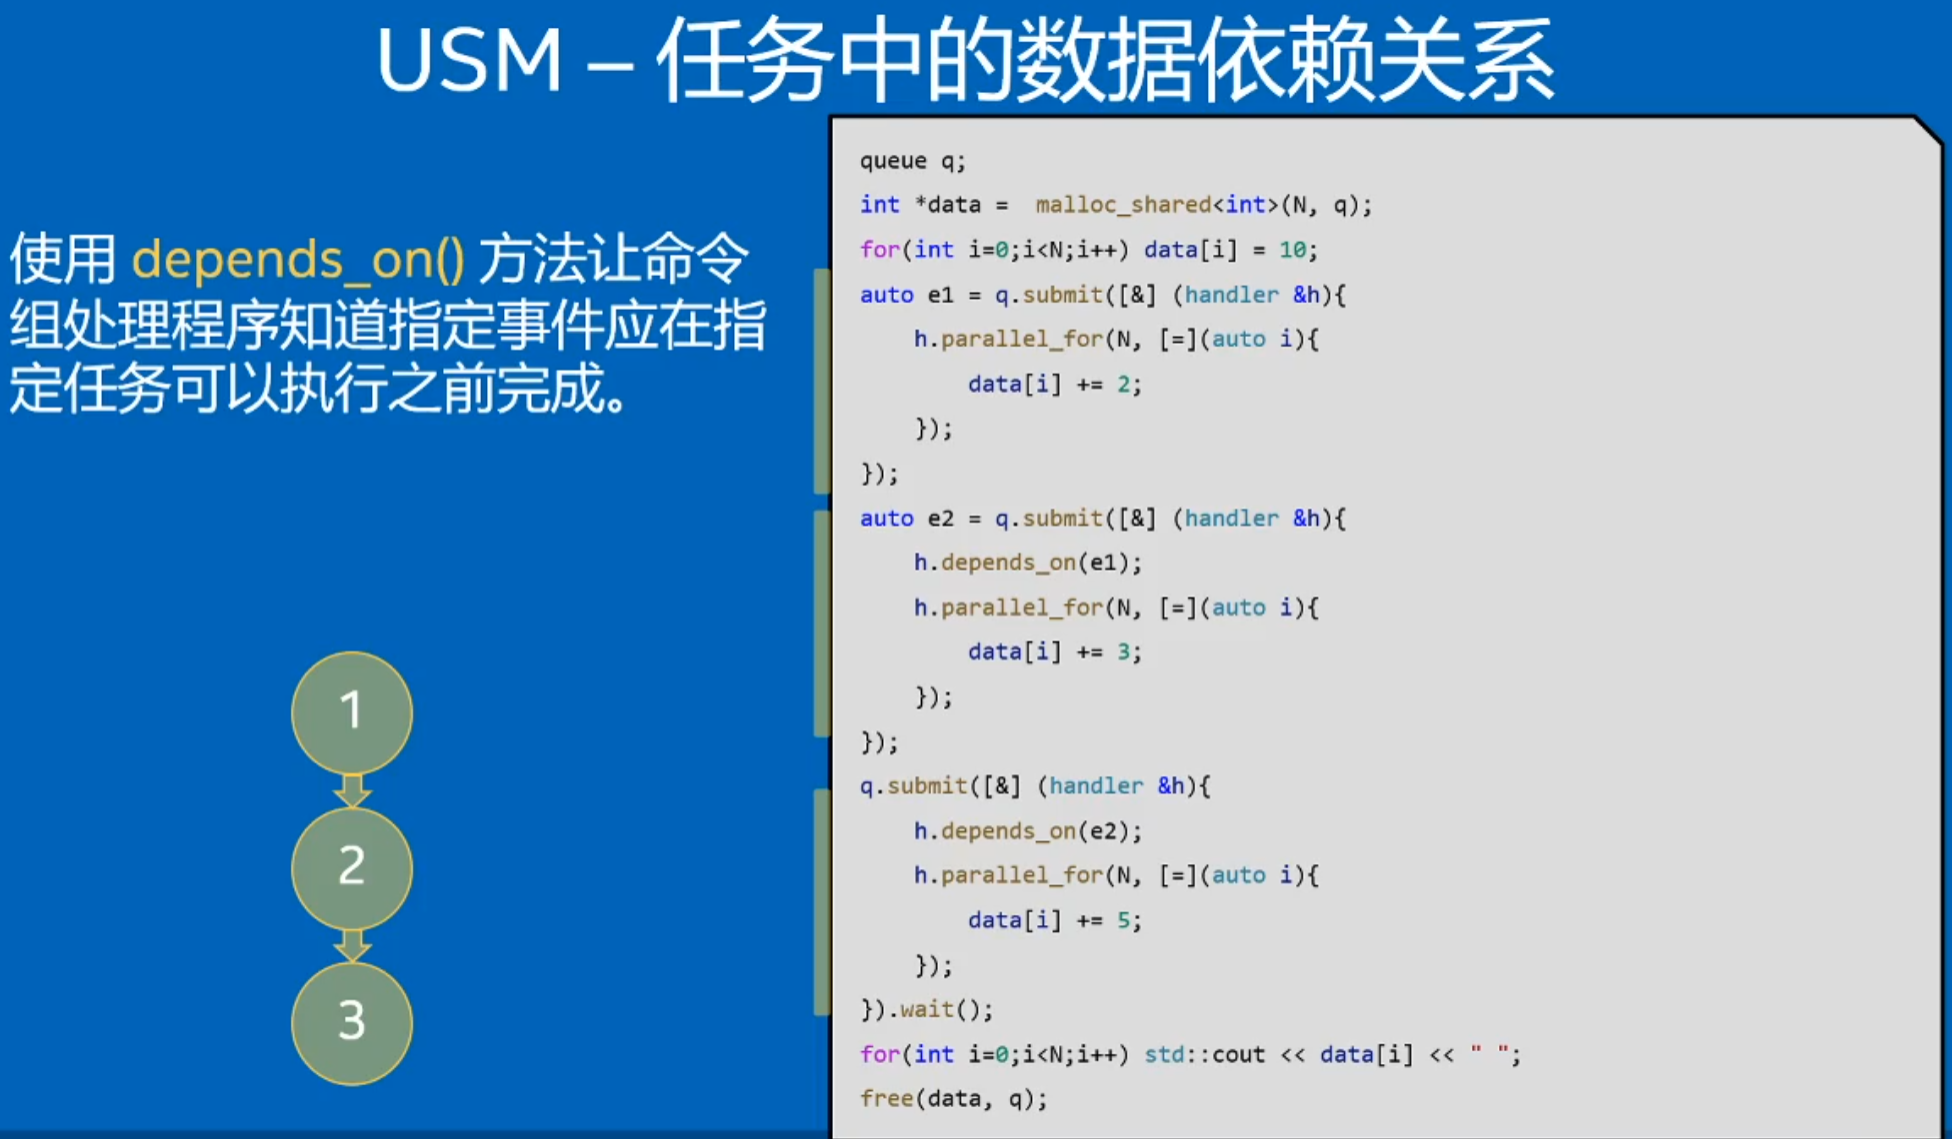 USM – 任务中的数据依赖关系
使用 depends_on() 方法让命令
组处理程序知道指定事件应在指
定任务可以执行之前完成。
1
2
3
queue q;
int *data =  malloc_shared<int>(N, q);
for(int i=0;i<N;i++) data[i] = 10;
auto e1 = q.submit([&] (handler &h){
    h.parallel_for(N, [=](auto i){
        data[i] += 2;
    });
});
auto e2 = q.submit([&] (handler &h){
    h.depends_on(e1);
    h.parallel_for(N, [=](auto i){
        data[i] += 3;
    });
});
q.submit([&] (handler &h){
    h.depends_on(e2);
    h.parallel_for(N, [=](auto i){
        data[i] += 5;
    });
}).wait();
for(int i=0;i<N;i++) std::cout << data[i] << " ";
free(data, q);